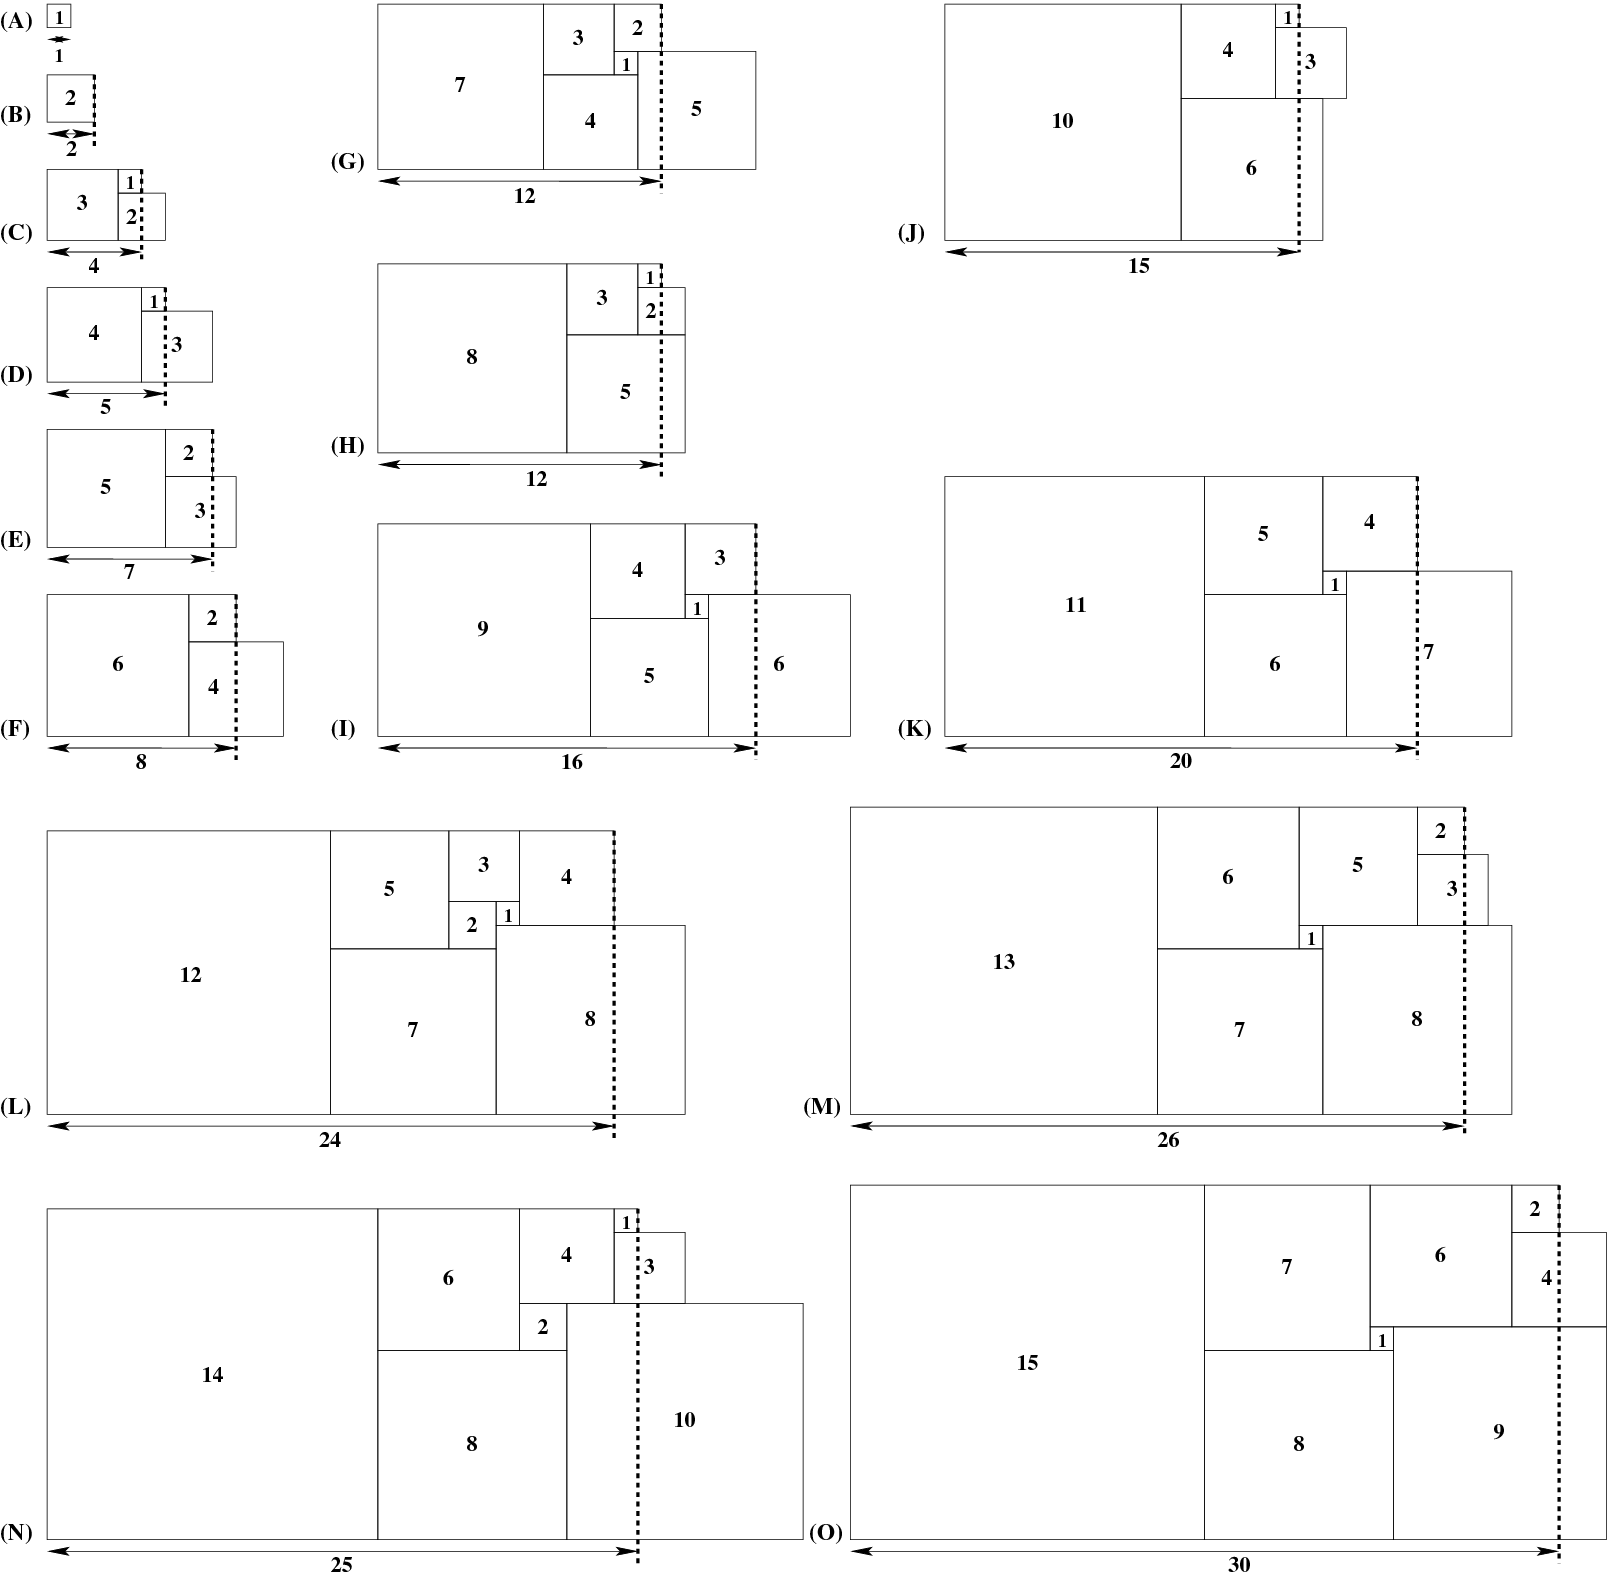 (A) 1
1
(B) 2
2
(C) 3 1 2
4
(D) 4 1 3
5
(E) 5 2 3
7
(F) 6 2 4
8
(G) 7 3 2 1 4 5
12
(H) 8 3 1 2 5
12
(I) 9 4 3 1 5 6
16
(J) 10 4 1 3 6
15
(K) 11 5 4 1 6 7
20
(L) 12 5 3 4 2 1 7 8
24
(M) 13 6 5 2 3 1 7 8
26
(N) 14 6 4 1 3 2 8 10
25
(O) 15 7 6 2 4 1 8 9
30